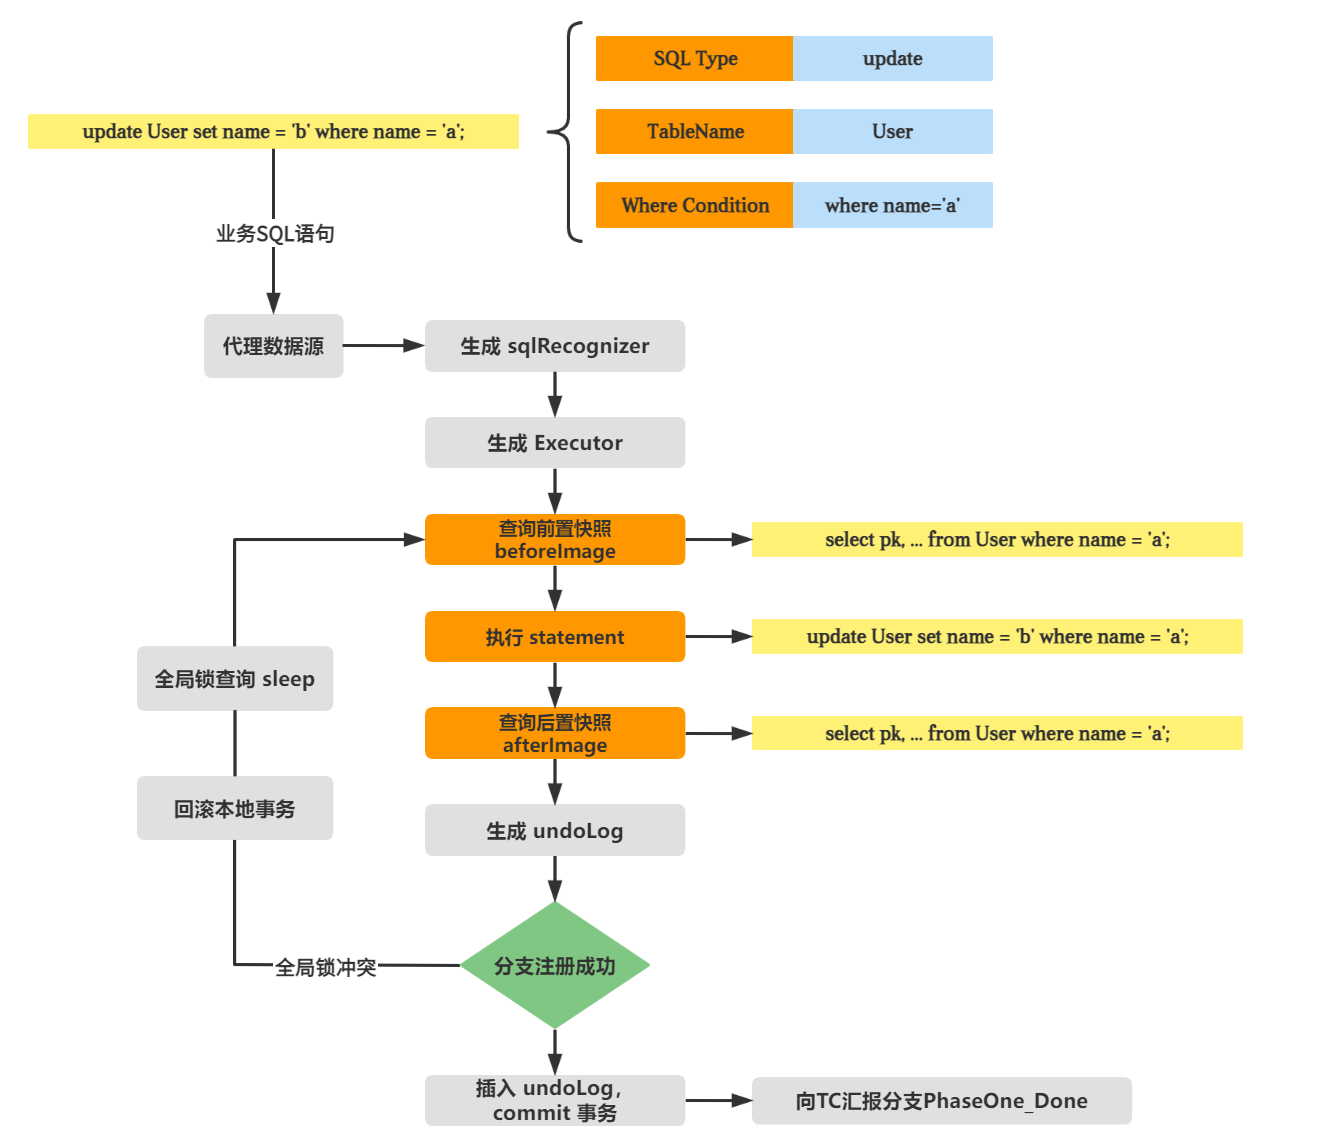 SQL Type
update
update User set name = 'b' where name = 'a';
TableName
User
Where Condition
where name='a'
业务SQL语句
代理数据源
生成 sqlRecognizer
生成 Executor
查询前置快照
beforeImage
select pk, ... from User where name = 'a';
执行 statement
update User set name = 'b' where name = 'a';
全局锁查询 sleep
查询后置快照
afterImage
select pk, ... from User where name = 'a';
回滚本地事务
生成 undoLog
全局锁冲突
分支注册成功
插入 undoLog，
commit 事务
向TC汇报分支PhaseOne_Done